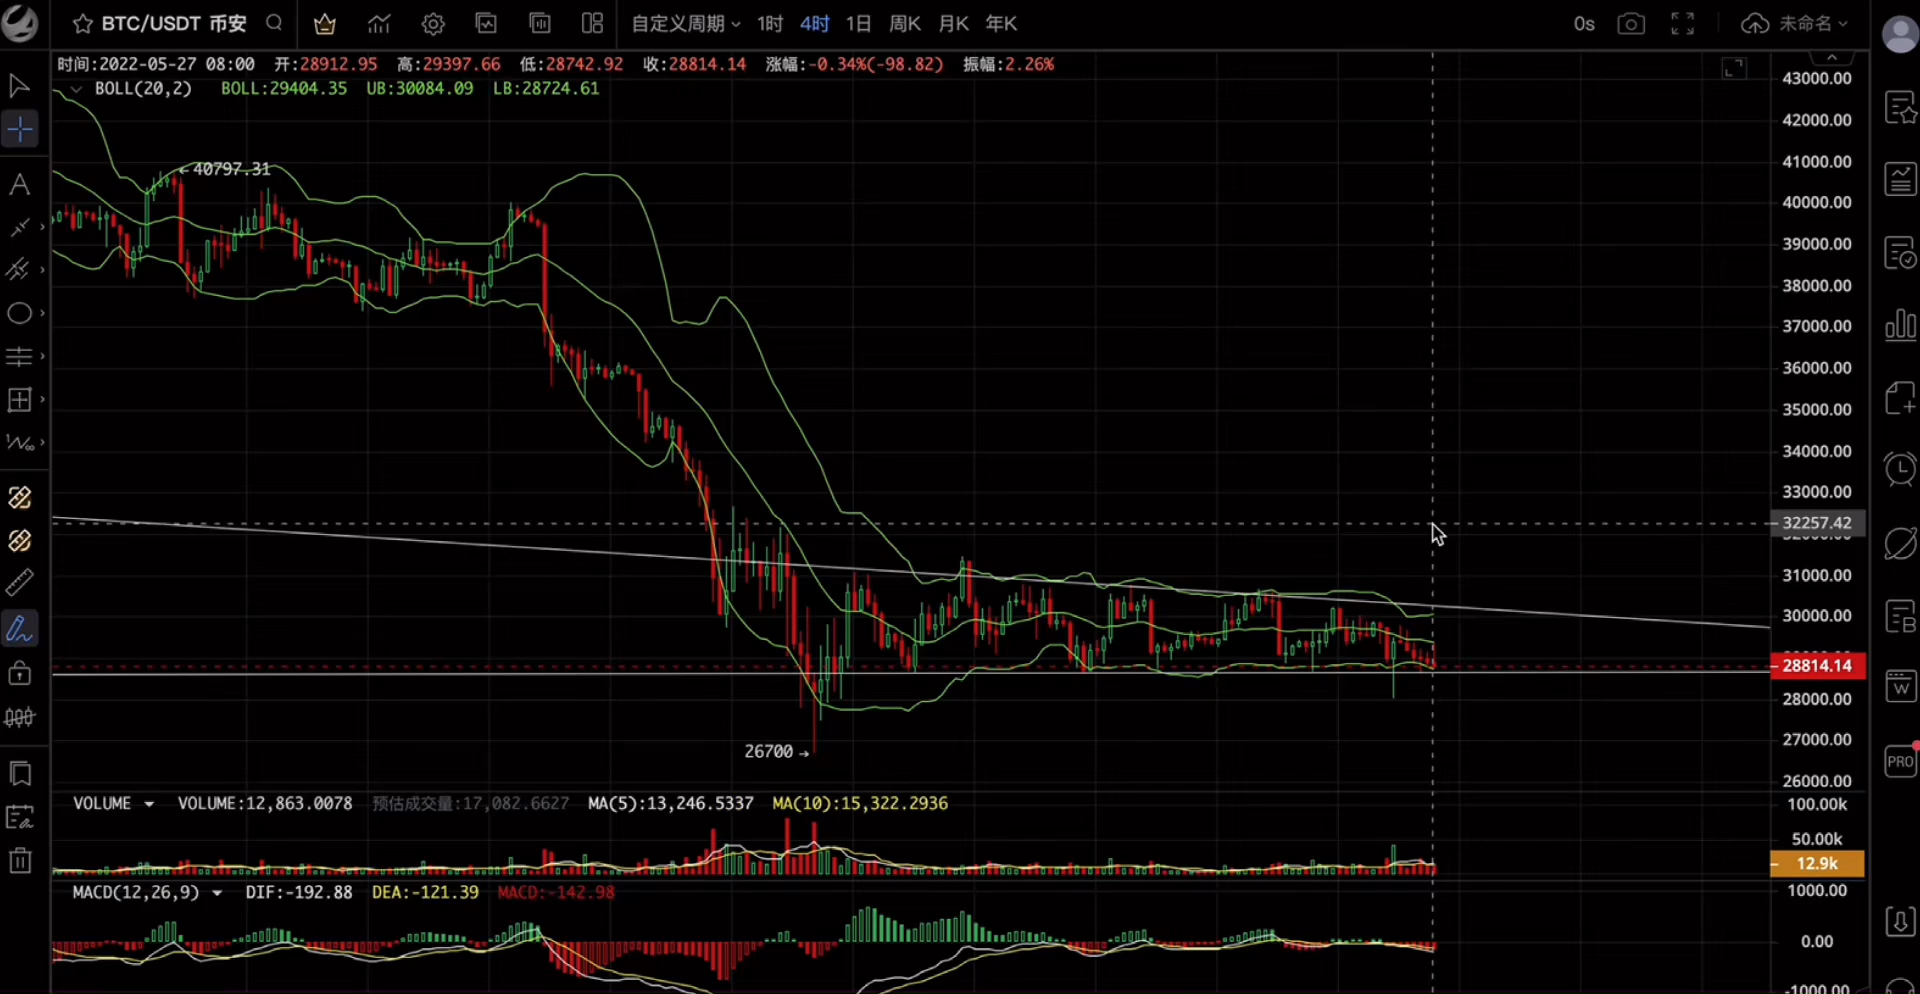 BTC/USDT 币安 自定义周期 1时 4时 1日 周K 月K 年K 0s 未命名
时间:2022-05-27 08:00 开:28912.95 高:29397.66 低:28742.92 收:28814.14 涨幅:-0.34%(-98.82) 振幅:2.26%
BOLL(20,2) BOLL:29404.35 UB:30084.09 LB:28724.61
43000.00
42000.00
41000.00
←40797.31
40000.00
39000.00
38000.00
37000.00
36000.00
35000.00
34000.00
33000.00
32257.42
31000.00
30000.00
28814.14
28000.00
27000.00
26700→
26000.00
VOLUME VOLUME:12,863.0078 预估成交量:17,082.6627 MA(5):13,246.5337 MA(10):15,322.2936
100.00k
50.00k
12.9k
MACD(12,26,9) DIF:-192.88 DEA:-121.39 MACD:-142.98
1000.00
0.00
-1000.00
A
B
W
PRO